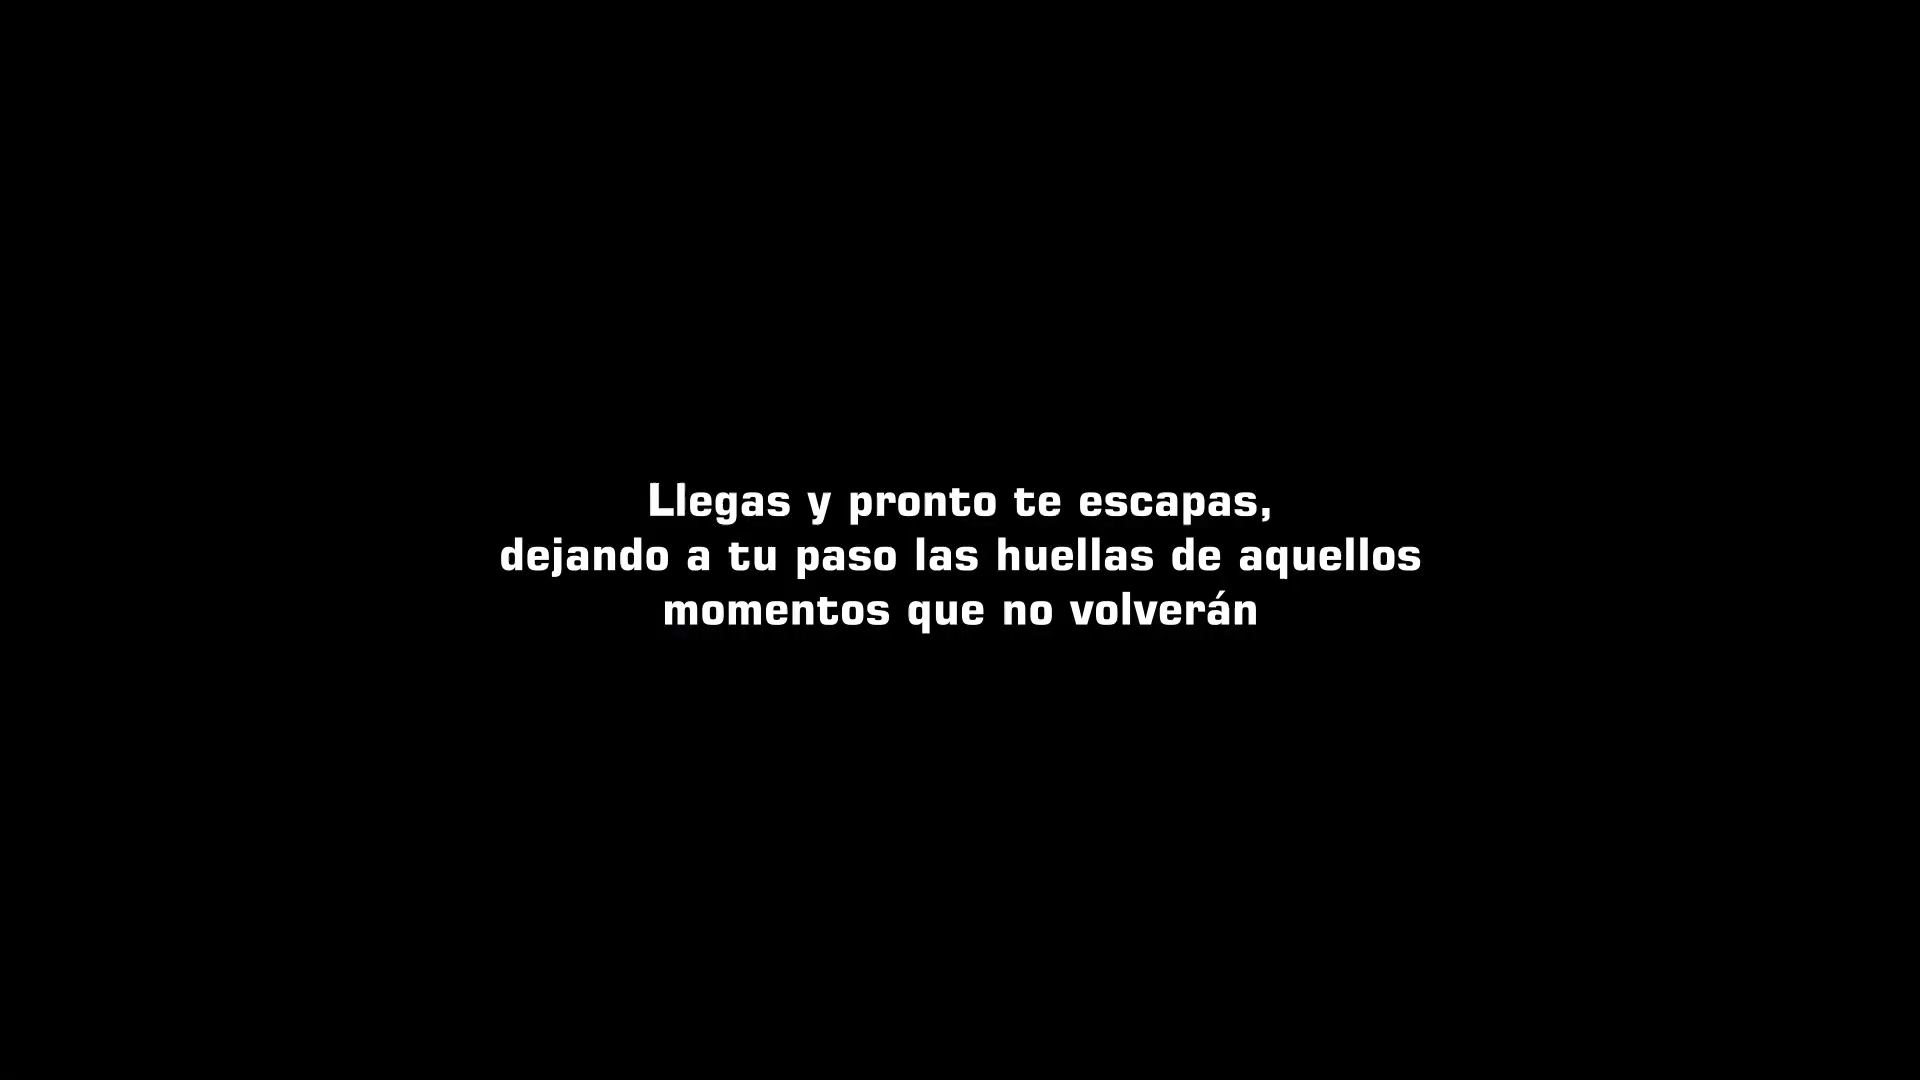 Llegas y pronto te escapas,
dejando a tu paso las huellas de aquellos
momentos que no volverán